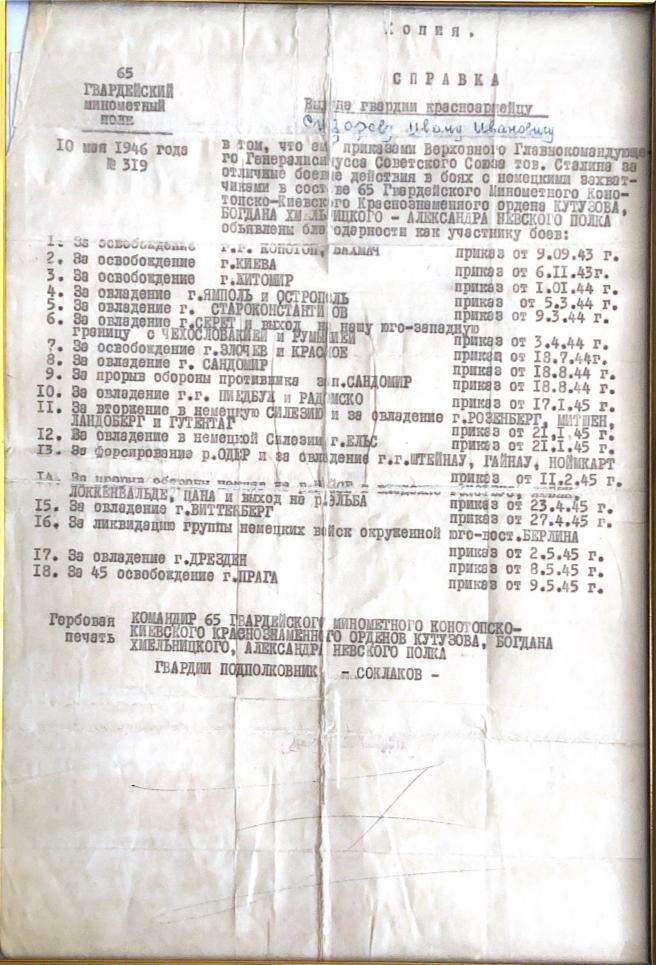 КОПИЯ.
65
СПРАВКА
ГВАРДЕЙСКИЙ
МИНОМЕТНЫЙ
ПОЛК
Выдана гвардии красноармейцу
Ивану Ивановичу
10 мая 1946 года
№ 319
в том, что ему приказами Верховного Главнокомандующе-
го Генералиссимусса Советского Союза тов. Сталина за
отличные боевые действия в боях с немецкими захват-
чиками в составе 65 Гвардейского Минометного Коно-
топско-Киевского Краснознаменного ордена КУТУЗОВА,
БОГДАНА ХМЕЛЬНИЦКОГО - АЛЕКСАНДРА НЕВСКОГО ПОЛКА
объявлены благодарности как участнику боев:
1. За освобождение г.г. КОНОТОП, БАХМАЧ приказ от 9.09.43 г.
2. За освобождение г.КИЕВА приказ от 6.11.43г.
3. За освобождение г.ЖИТОМИР приказ от 1.01.44 г.
4. За овладение г.ЯМПОЛЬ и ОСТРОПОЛЬ приказ от 5.3.44 г.
5. За овладение г. СТАРОКОНСТАНТИНОВ приказ от 9.3.44 г.
6. За овладение г.СЕРЕТ и выход на нашу юго-западную
границу с ЧЕХОСЛОВАКИЕЙ и РУМЫНИЕЙ приказ от 3.4.44 г.
7. За освобождение г.ЗЛОЧЕВ и КРАСНОЕ приказ от 18.7.44г.
8. За овладение г. САНДОМИР приказ от 18.8.44 г.
9. За прорыв обороны противника зап.САНДОМИР приказ от 18.8.44 г.
10. За овладение г.г. и РАДОМСКО приказ от 17.1.45 г.
11. За вторжение в немецкую СИЛЕЗИЮ и за овладение г.РОЗЕНБЕРГ, МИТШЕН,
ЛАНДОБЕРГ и ГУТЕНТАГ приказ от 21.1.45 г.
12. За овладение в немецкой Силезии г.ЕЛЬС приказ от 21.1.45 г.
13. За форсирование р.ОДЕР и за овладение г.г.ШТЕЙНАУ, ГАЙНАУ, НОЙМКАРТ
приказ от 11.2.45 г.
14. За прорыв обороны
ЛОККЕНВАЛЬДЕ, ЦАНА и выход на р.ЭЛЬБА приказ от 23.4.45 г.
15. За овладение г.ВИТТЕНБЕРГ приказ от 27.4.45 г.
16. За ликвидацию группы немецких войск окруженной юго-вост.БЕРЛИНА
приказ от 2.5.45 г.
17. За овладение г.ДРЕЗДЕН приказ от 8.5.45 г.
18. За 45 освобождение г.ПРАГА приказ от 9.5.45 г.
Гербовая
печать
КОМАНДИР 65 ГВАРДЕЙСКОГО МИНОМЕТНОГО КОНОТОПСКО-
КИЕВСКОГО КРАСНОЗНАМЕННОГО ОРДЕНОВ КУТУЗОВА, БОГДАНА
ХМЕЛЬНИЦКОГО, АЛЕКСАНДРА НЕВСКОГО ПОЛКА
ГВАРДИИ ПОДПОЛКОВНИК - СОКЛАКОВ -